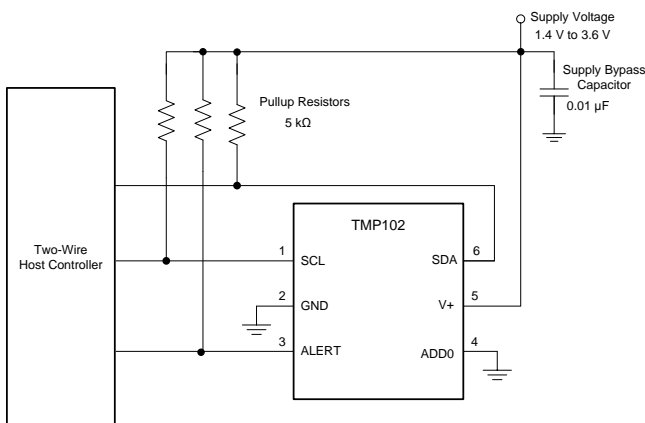 Supply Voltage
1.4 V to 3.6 V
Supply Bypass
Capacitor
0.01 µF
Pullup Resistors
5 kΩ
Two-Wire
Host Controller
TMP102
1
SCL
SDA
6
2
GND
V+
5
3
ALERT
ADD0
4